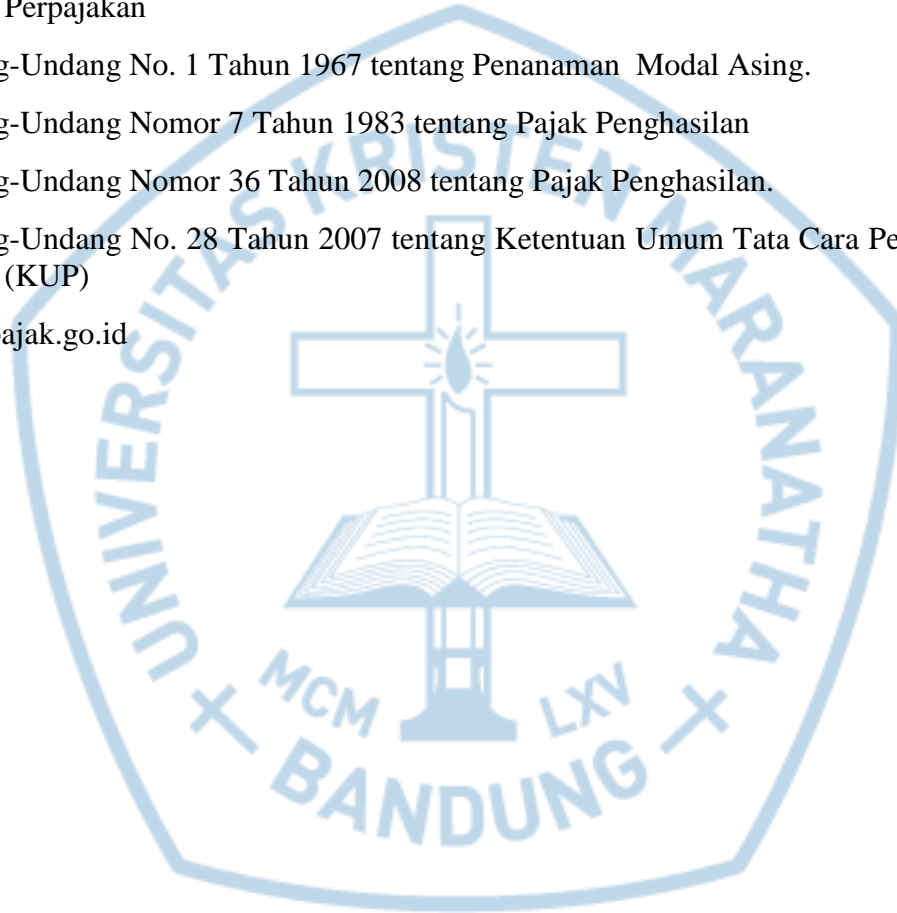 Perpajakan
g-Undang No. 1 Tahun 1967 tentang Penanaman Modal Asing.
g-Undang Nomor 7 Tahun 1983 tentang Pajak Penghasilan
g-Undang Nomor 36 Tahun 2008 tentang Pajak Penghasilan.
g-Undang No. 28 Tahun 2007 tentang Ketentuan Umum Tata Cara Pe
(KUP)
ajak.go.id
UNIVERSITAS KRISTEN MARANATHA
MCM LXV
BANDUNG